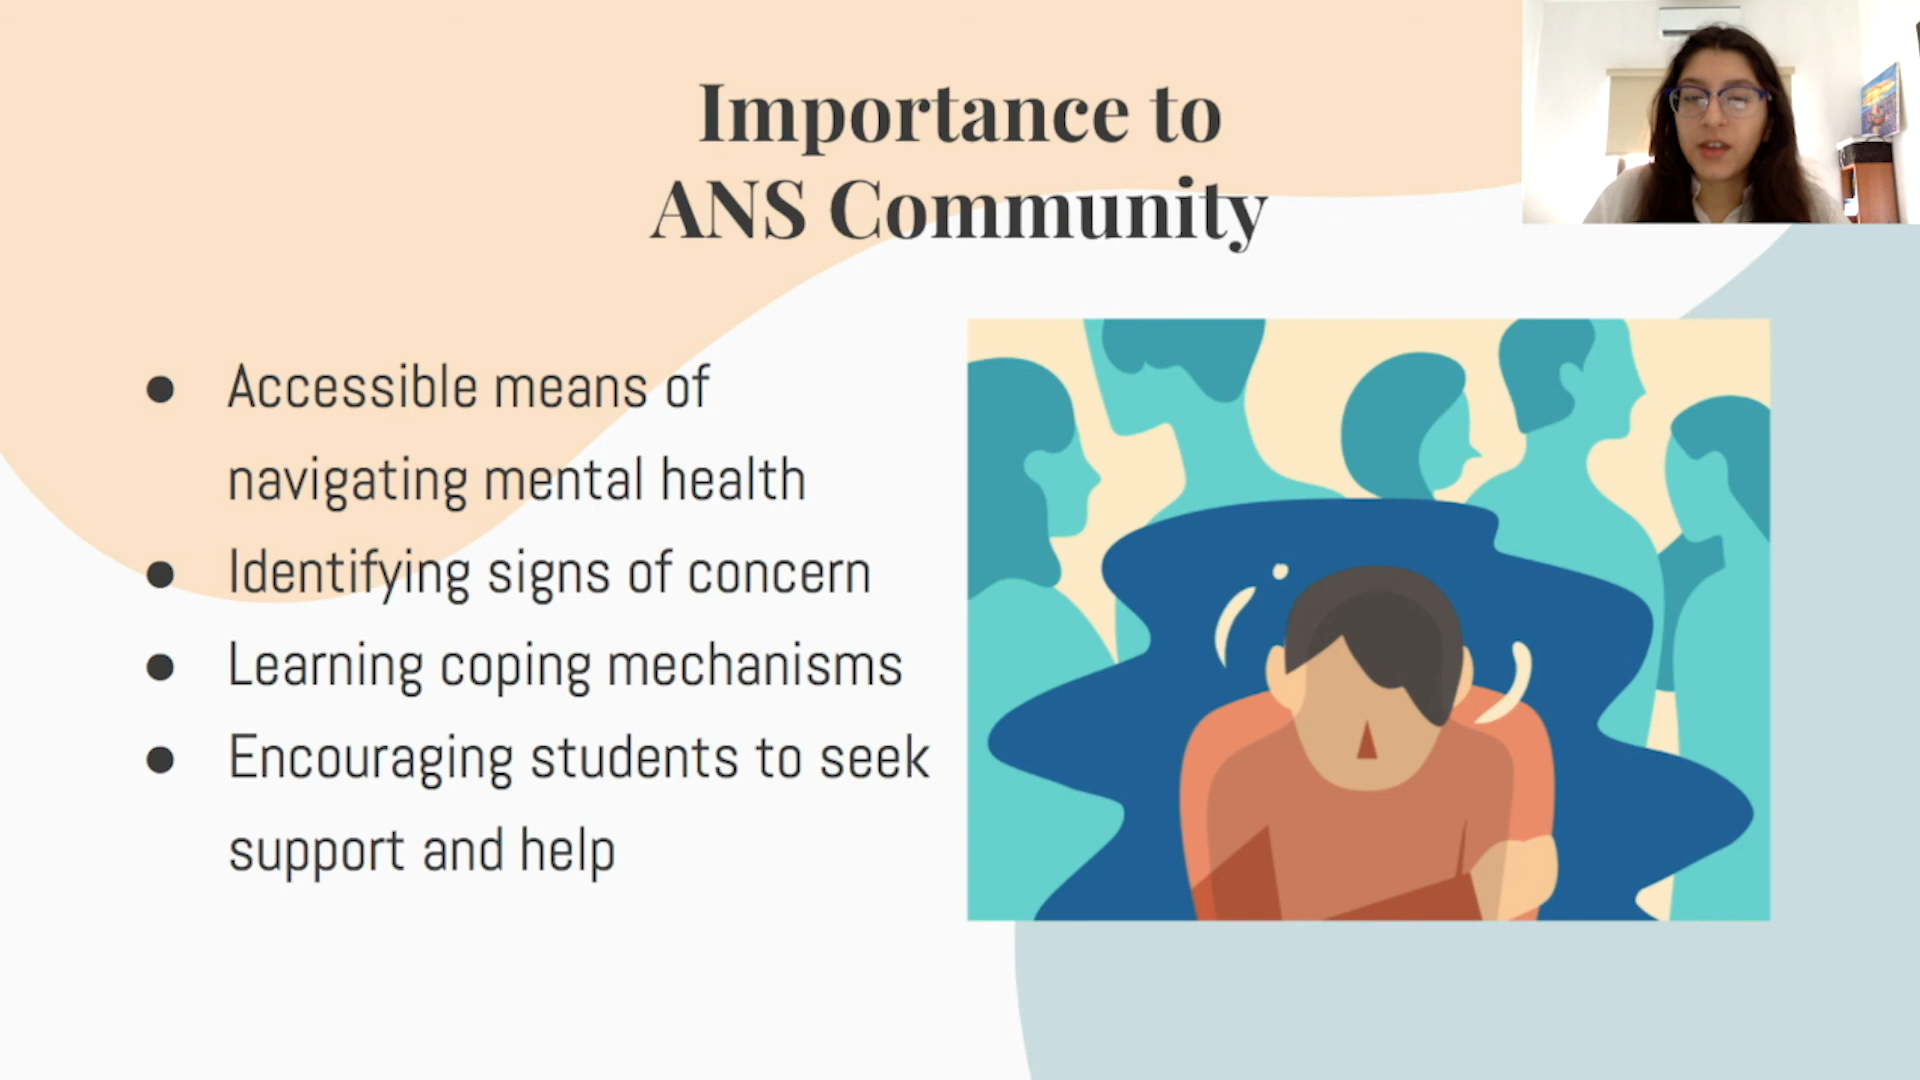 Importance to
ANS Community
● Accessible means of
navigating mental health
● Identifying signs of concern
● Learning coping mechanisms
● Encouraging students to seek
support and help